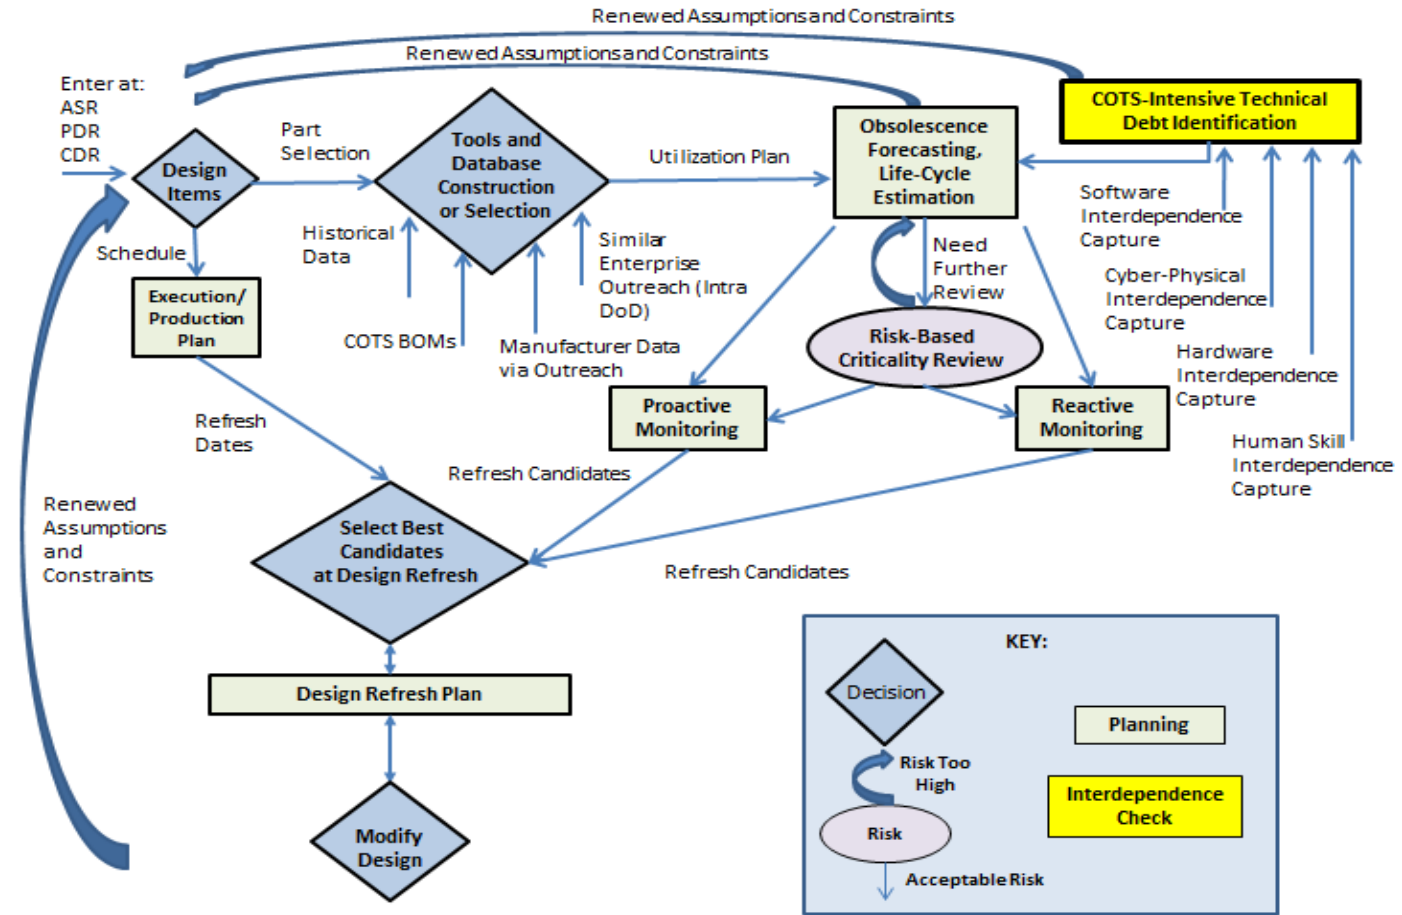 Renewed Assumptions and Constraints
Renewed Assumptions and Constraints
Enter at:
ASR
PDR
CDR
Design
Items
Part
Selection
Tools and
Database
Construction
or Selection
Utilization Plan
Obsolescence
Forecasting,
Life-Cycle
Estimation
COTS-Intensive Technical
Debt Identification
Software
Interdependence
Capture
Cyber-Physical
Interdependence
Capture
Hardware
Interdependence
Capture
Human Skill
Interdependence
Capture
Schedule
Execution/
Production
Plan
Historical
Data
COTS BOMs
Manufacturer Data
via Outreach
Similar
Enterprise
Outreach (Intra
DoD)
Need
Further
Review
Risk-Based
Criticality Review
Proactive
Monitoring
Reactive
Monitoring
Refresh
Dates
Refresh Candidates
Refresh Candidates
Renewed
Assumptions
and
Constraints
Select Best
Candidates
at Design Refresh
Design Refresh Plan
Modify
Design
KEY:
Decision
Planning
Risk Too
High
Interdependence
Check
Risk
Acceptable Risk